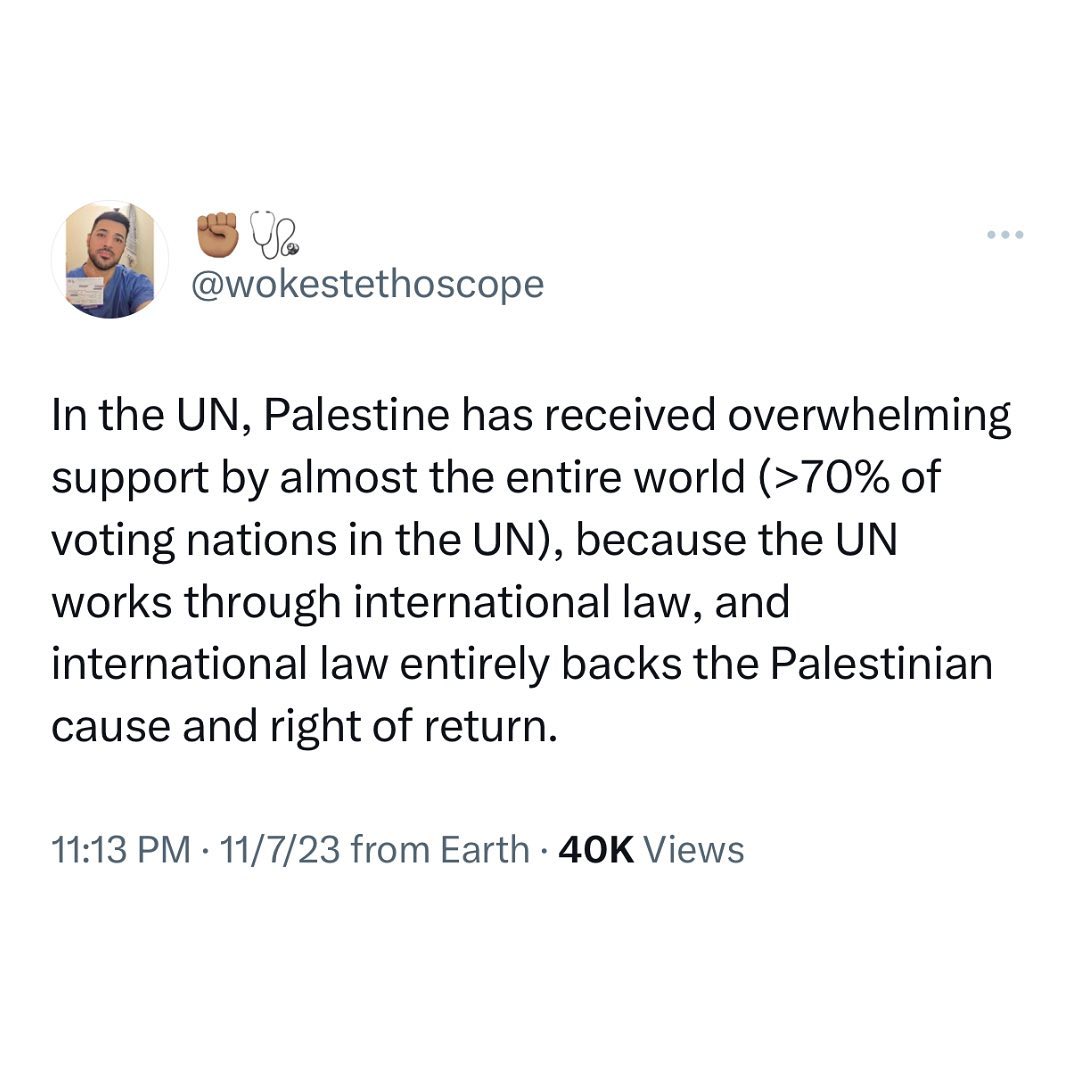 ✊🏽🩺
@wokestethoscope
In the UN, Palestine has received overwhelming
support by almost the entire world (>70% of
voting nations in the UN), because the UN
works through international law, and
international law entirely backs the Palestinian
cause and right of return.
11:13 PM · 11/7/23 from Earth · 40K Views